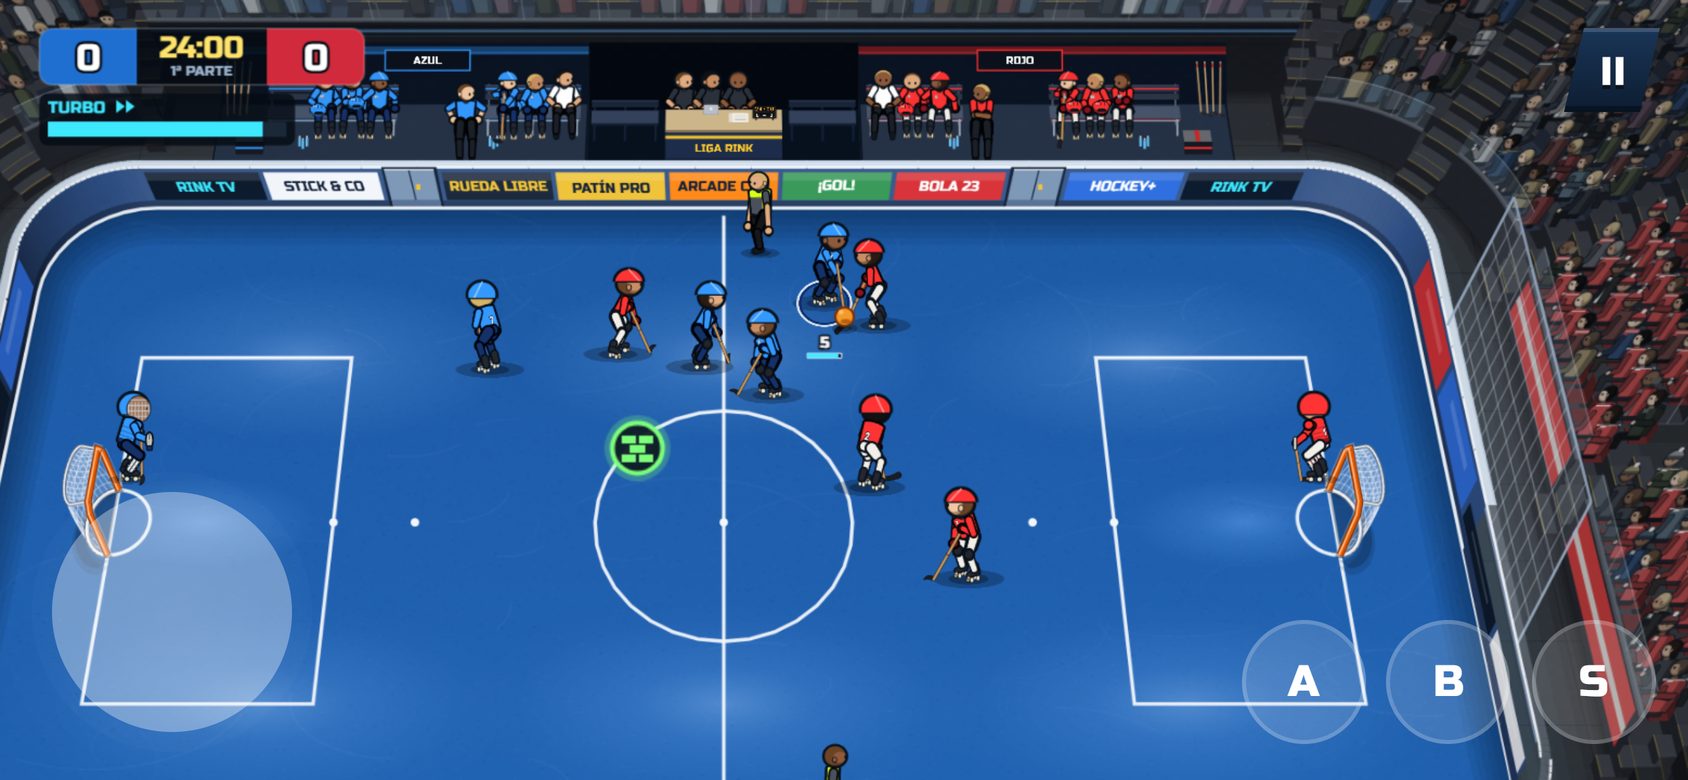 0
24:00
1ª PARTE
0
TURBO
AZUL
ROJO
LIGA RINK
RINK TV
STICK & CO
RUEDA LIBRE
PATÍN PRO
ARCADE
¡GOL!
BOLA 23
HOCKEY+
RINK TV
5
2
A
B
S